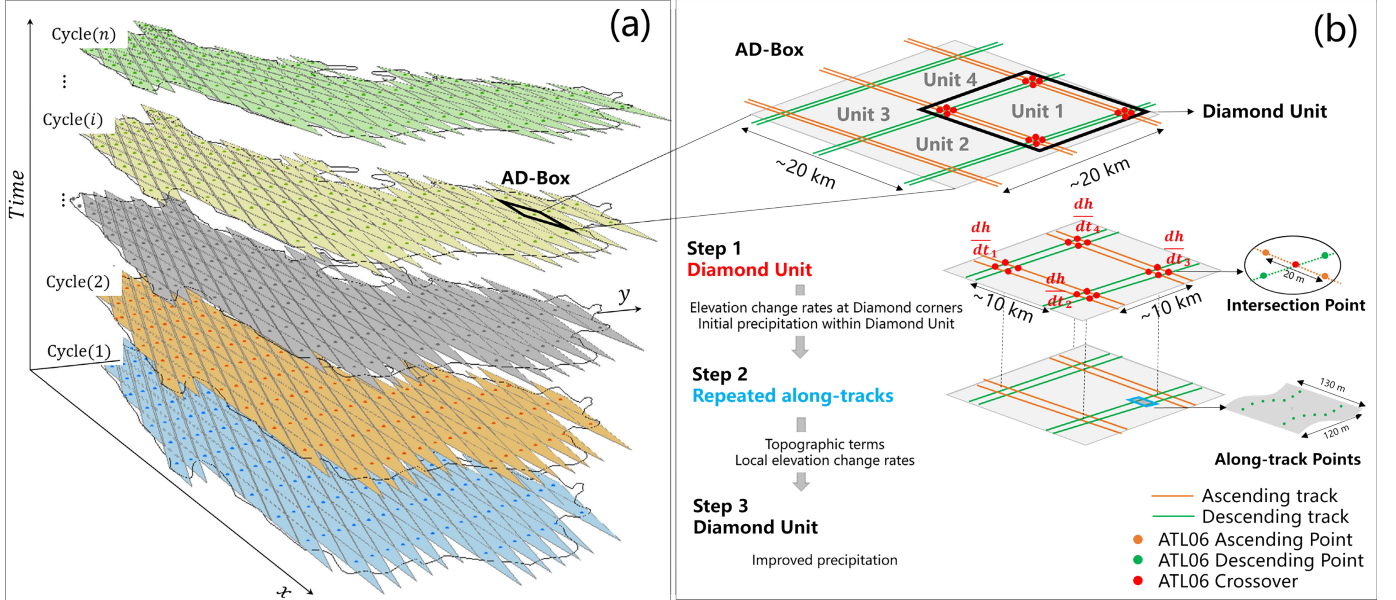 (a)
Cycle(n)
⋮
Cycle(i)
⋮
Time
AD-Box
Cycle(2)
y
Cycle(1)
x
(b)
AD-Box
Unit 4
Unit 3
Unit 1
Unit 2
Diamond Unit
~20 km
~20 km
Step 1
Diamond Unit
Elevation change rates at Diamond corners
Initial precipitation within Diamond Unit
Step 2
Repeated along-tracks
Topographic terms
Local elevation change rates
Step 3
Diamond Unit
Improved precipitation
dh
dt₁
dh
dt₄
dh
dt₃
dh
dt₂
~10 km
~10 km
20 m
Intersection Point
130 m
120 m
Along-track Points
Ascending track
Descending track
ATL06 Ascending Point
ATL06 Descending Point
ATL06 Crossover